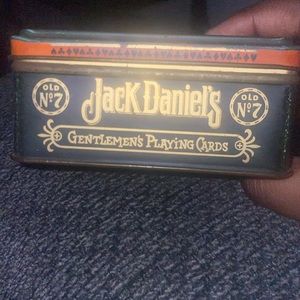 OLD Nº7
Jack Daniel's
OLD Nº7
GENTLEMEN'S PLAYING CARDS